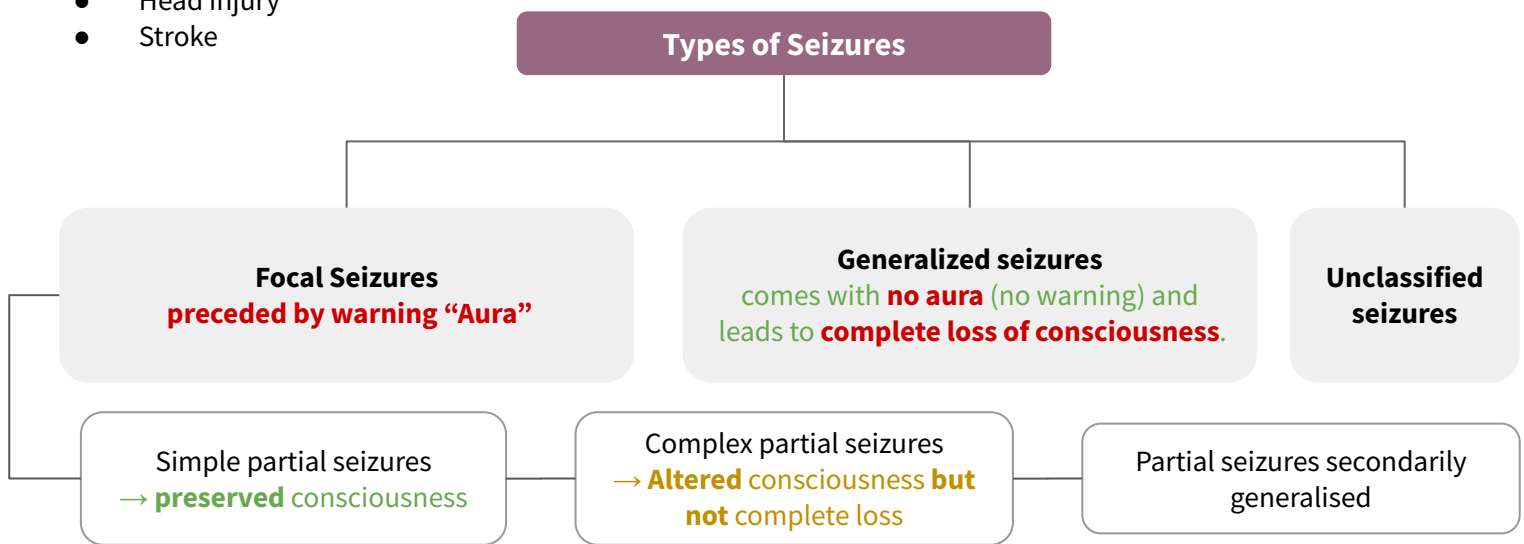 ● Head Injury
● Stroke
Types of Seizures
Focal Seizures
preceded by warning “Aura”
Generalized seizures
comes with no aura (no warning) and
leads to complete loss of consciousness.
Unclassified
seizures
Simple partial seizures
→ preserved consciousness
Complex partial seizures
→ Altered consciousness but
not complete loss
Partial seizures secondarily
generalised